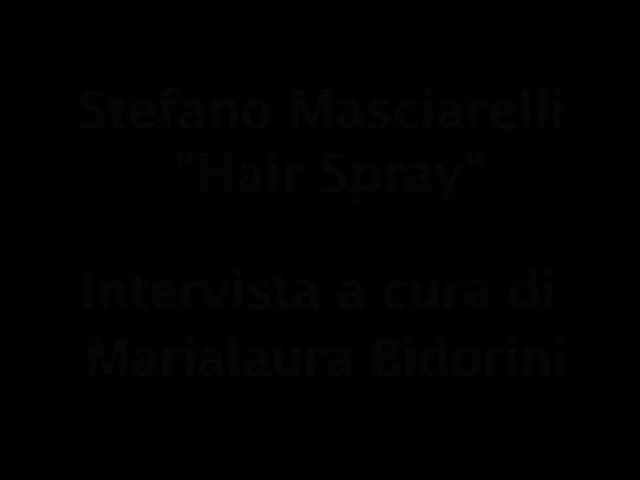 Stefano Masciarelli
"Hair Spray"
Intervista a cura di
Marialaura Bidorini